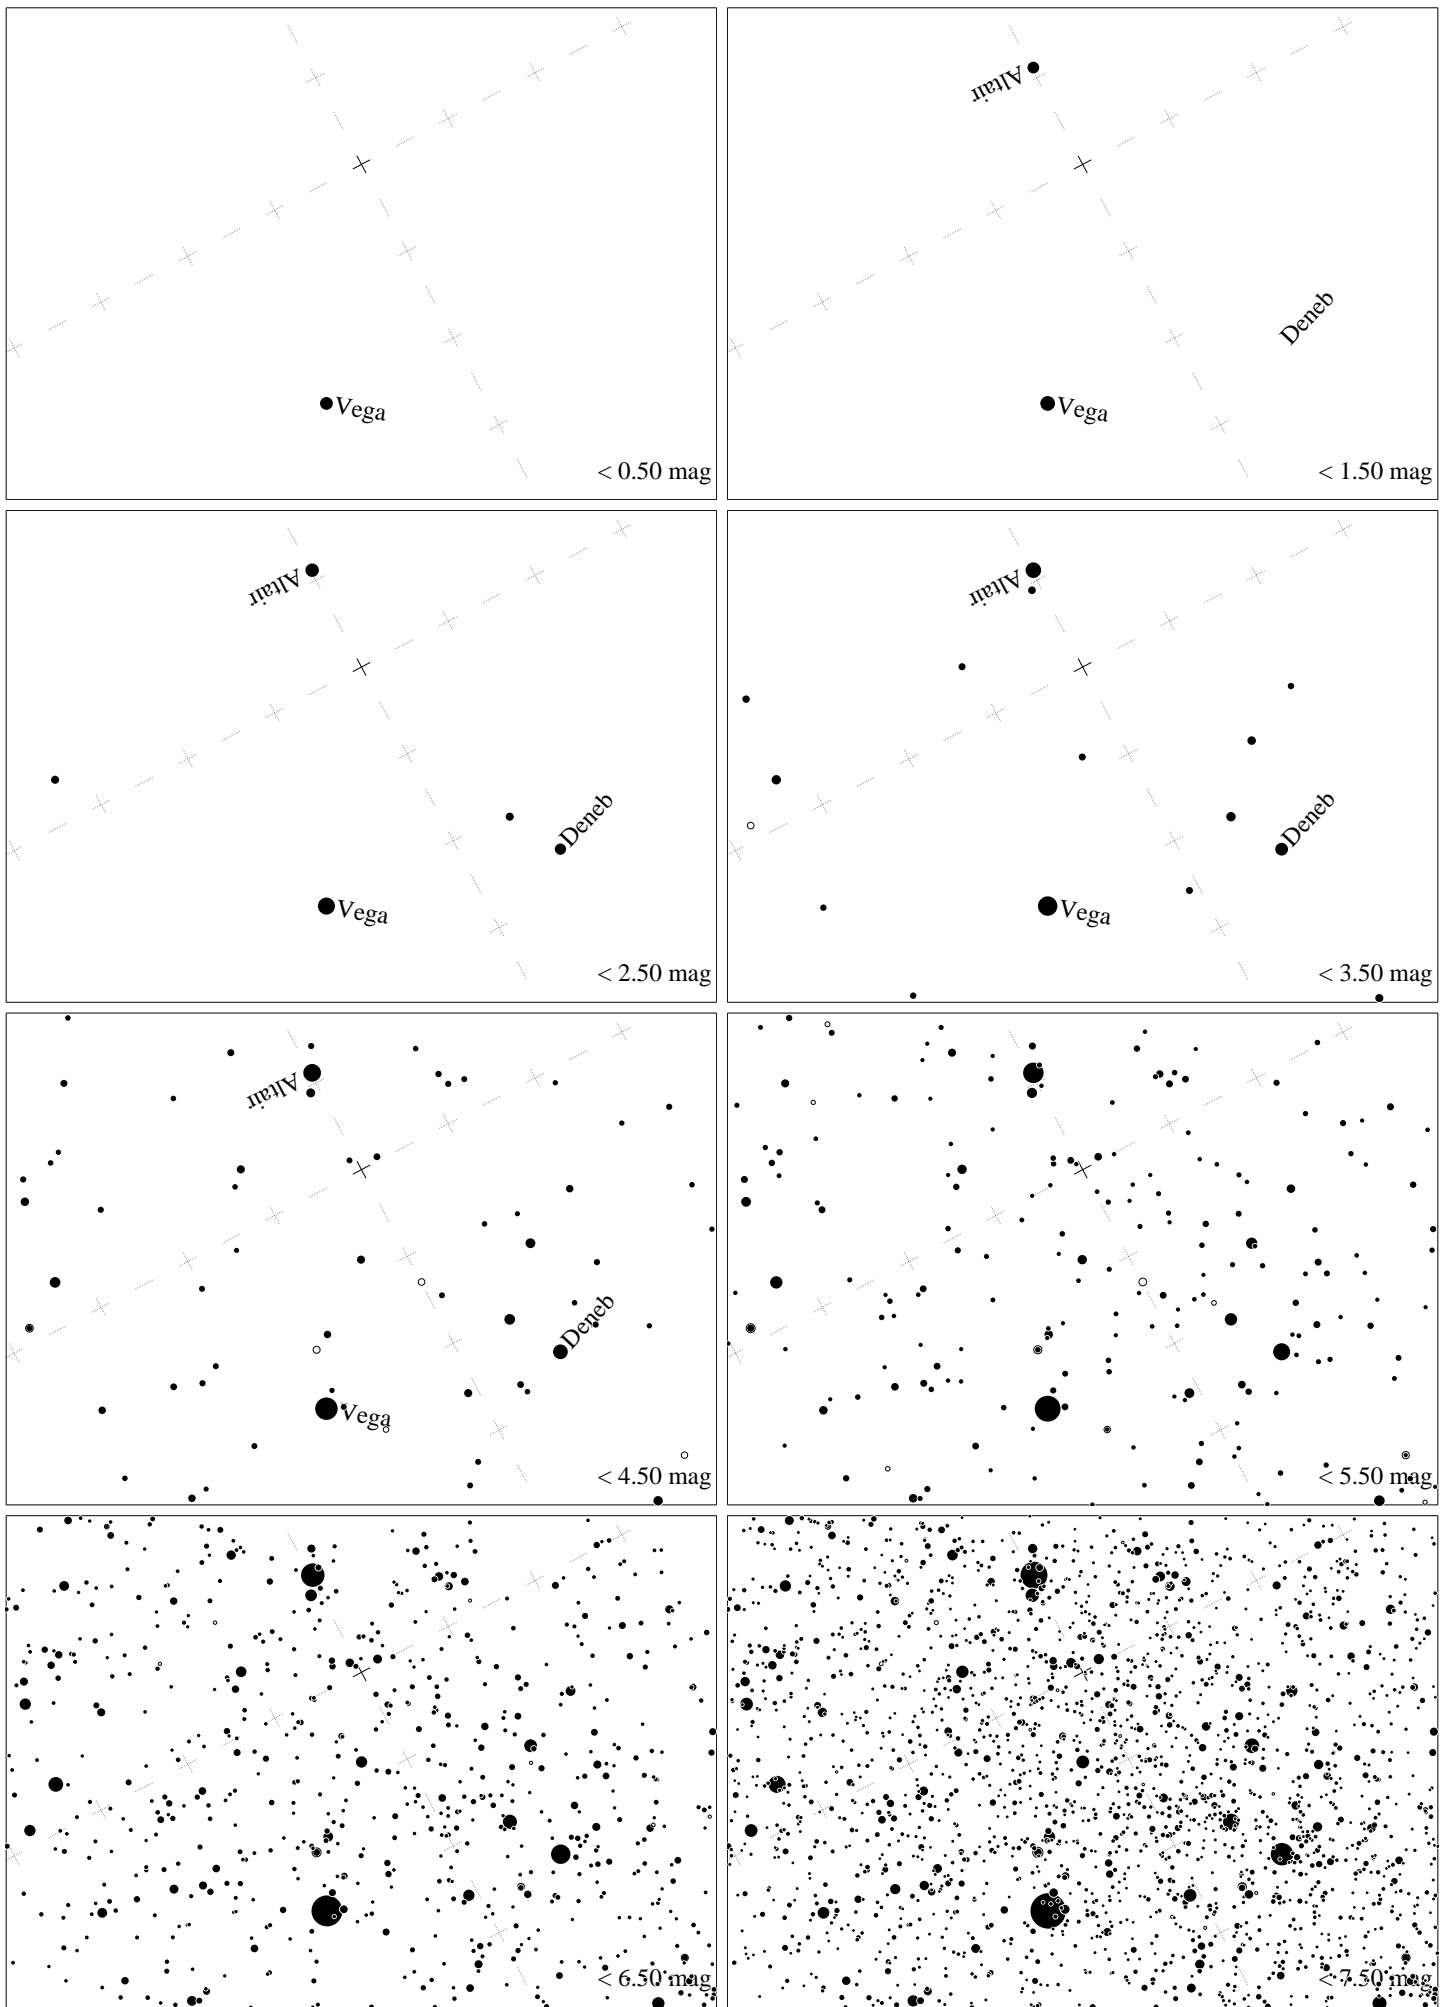 Vega
< 0.50 mag
Altair
Deneb
Vega
< 1.50 mag
Altair
Deneb
Vega
< 2.50 mag
Altair
Deneb
Vega
< 3.50 mag
Altair
Deneb
Vega
< 4.50 mag
< 5.50 mag
< 6.50 mag
< 7.50 mag